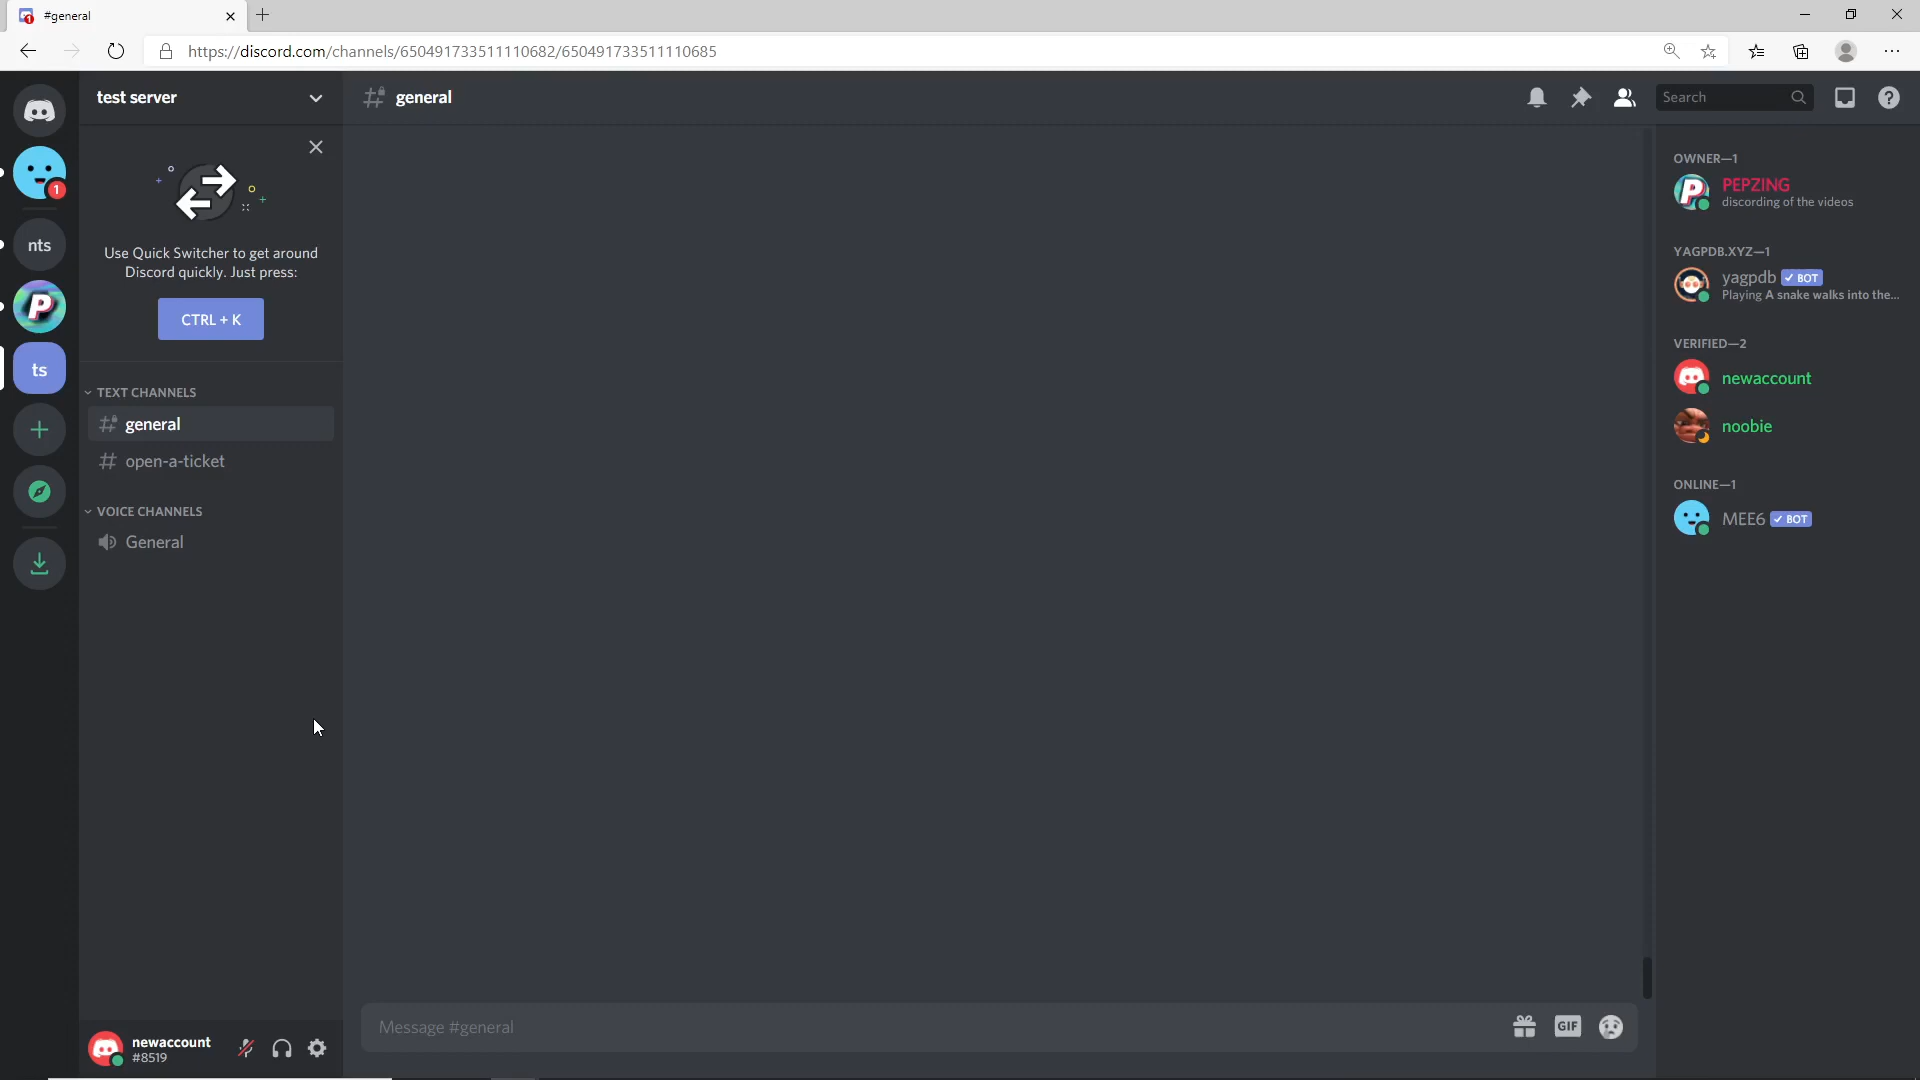 #general
https://discord.com/channels/650491733511110682/650491733511110685
test server
general
Search
1
nts
P
ts
Use Quick Switcher to get around
Discord quickly. Just press:
CTRL + K
TEXT CHANNELS
general
open-a-ticket
VOICE CHANNELS
General
newaccount
#8519
Message #general
GIF
OWNER—1
P
PEPZING
discording of the videos
YAGPDB.XYZ—1
yagpdb ✓ BOT
Playing A snake walks into the...
VERIFIED—2
newaccount
noobie
ONLINE—1
MEE6 ✓ BOT